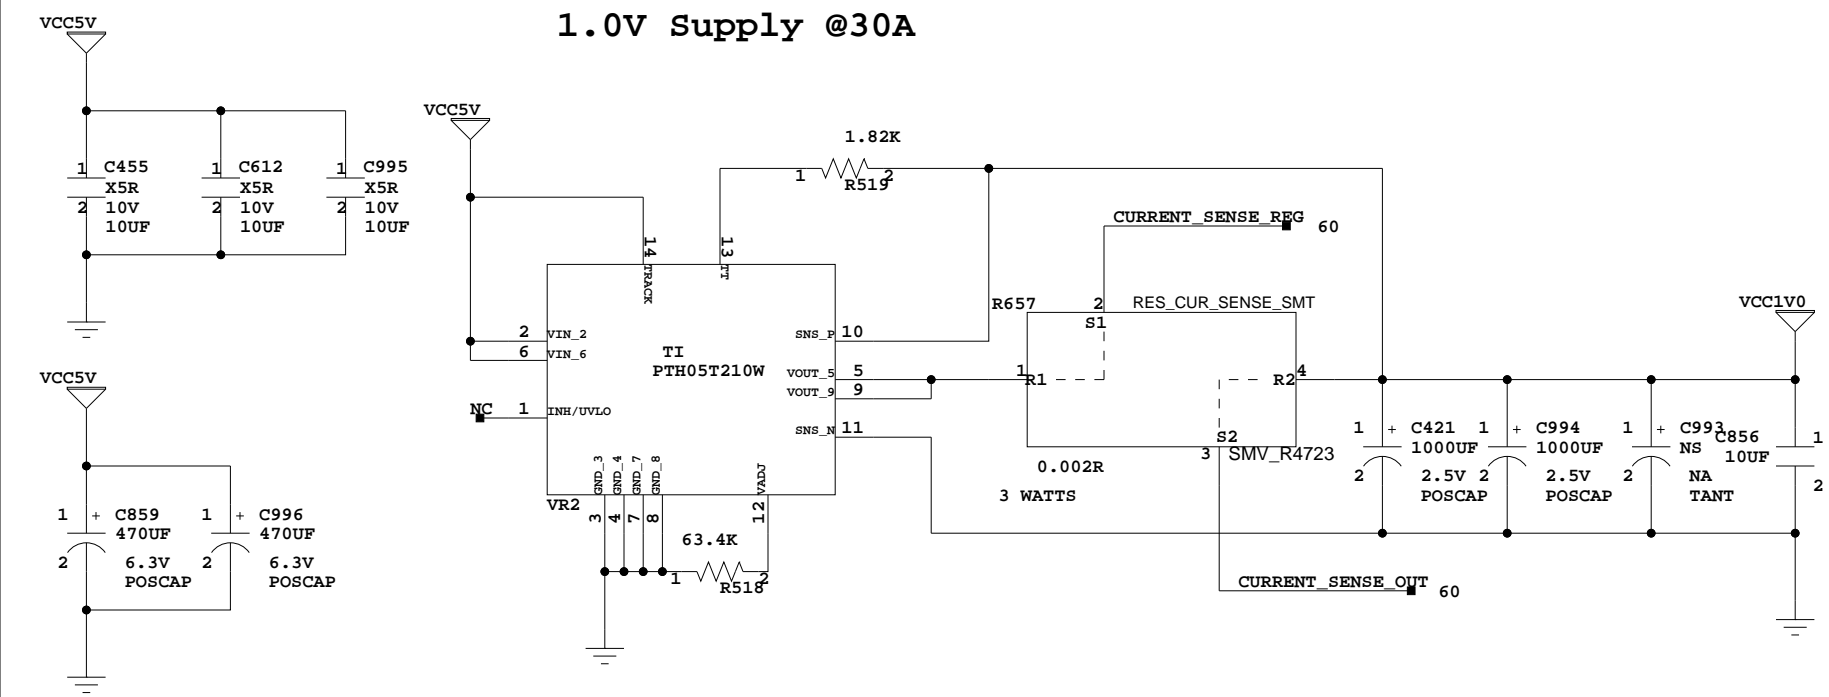 1.0V Supply @30A
VCC5V
1 C455
X5R
2 10V
10UF
1 C612
X5R
2 10V
10UF
1 C995
X5R
2 10V
10UF
VCC5V
1 + C859
470UF
2 6.3V
POSCAP
1 + C996
470UF
2 6.3V
POSCAP
VCC5V
1.82K
1 2
R519
14 TRACK
13 TT
2 VIN_2
6 VIN_6
NC 1 INH/UVLO
TI
PTH05T210W
SNS_P 10
VOUT_5 5
VOUT_9 9
SNS_N 11
GND_3 GND_4 GND_7 GND_8 VADJ
VR2
3 4 7 8 12
63.4K
1 2
R518
CURRENT_SENSE_REG
60
R657 2 RES_CUR_SENSE_SMT
S1
1 R1 R2 4
S2
3 SMV_R4723
0.002R
3 WATTS
CURRENT_SENSE_OUT
60
VCC1V0
1 + C421
1000UF
2 2.5V
POSCAP
1 + C994
1000UF
2 2.5V
POSCAP
1 + C993
NS
2 NA
TANT
C856 1
10UF
2